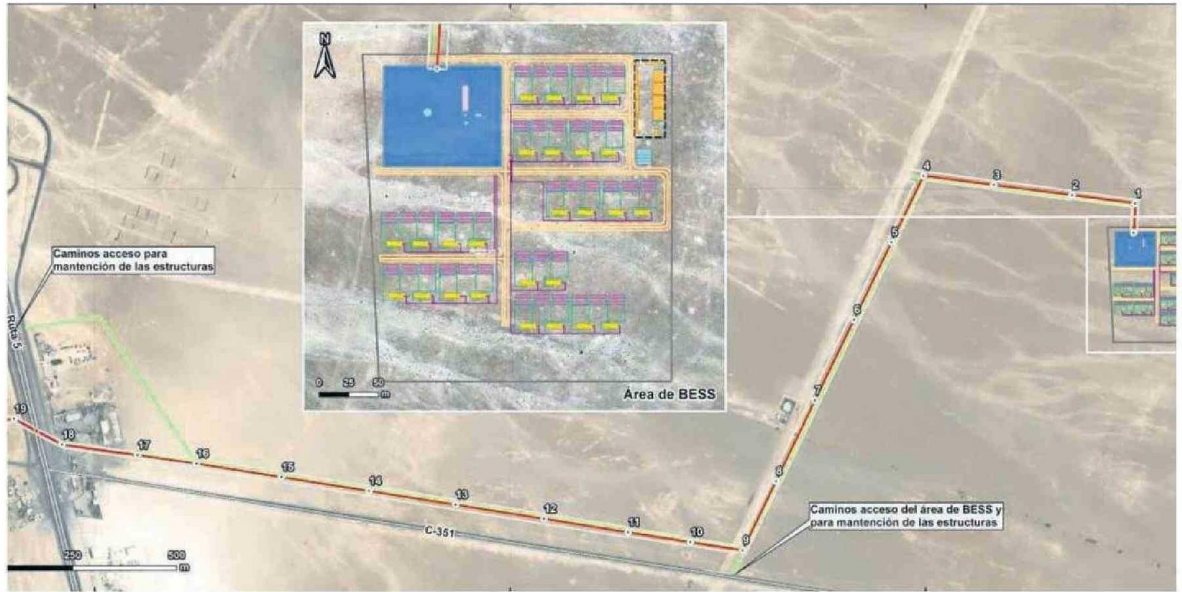 N
0 25 50
m
Área de BESS
4
3
2
1
5
6
7
8
9
10
11
12
13
14
15
16
17
18
19
Caminos acceso para
mantención de las estructuras
Ruta 5
C-351
Caminos acceso del área de BESS y
para mantención de las estructuras
250 500
m